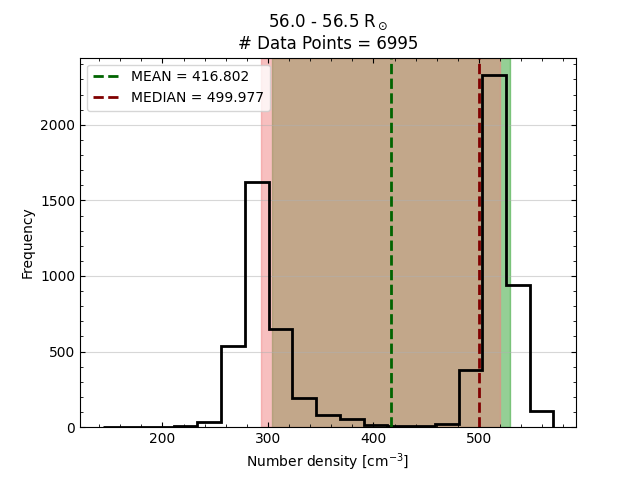 56.0 - 56.5 R⊙
# Data Points = 6995
MEAN = 416.802
MEDIAN = 499.977
2000
1500
1000
500
0
Frequency
200 300 400 500
Number density [cm⁻³]